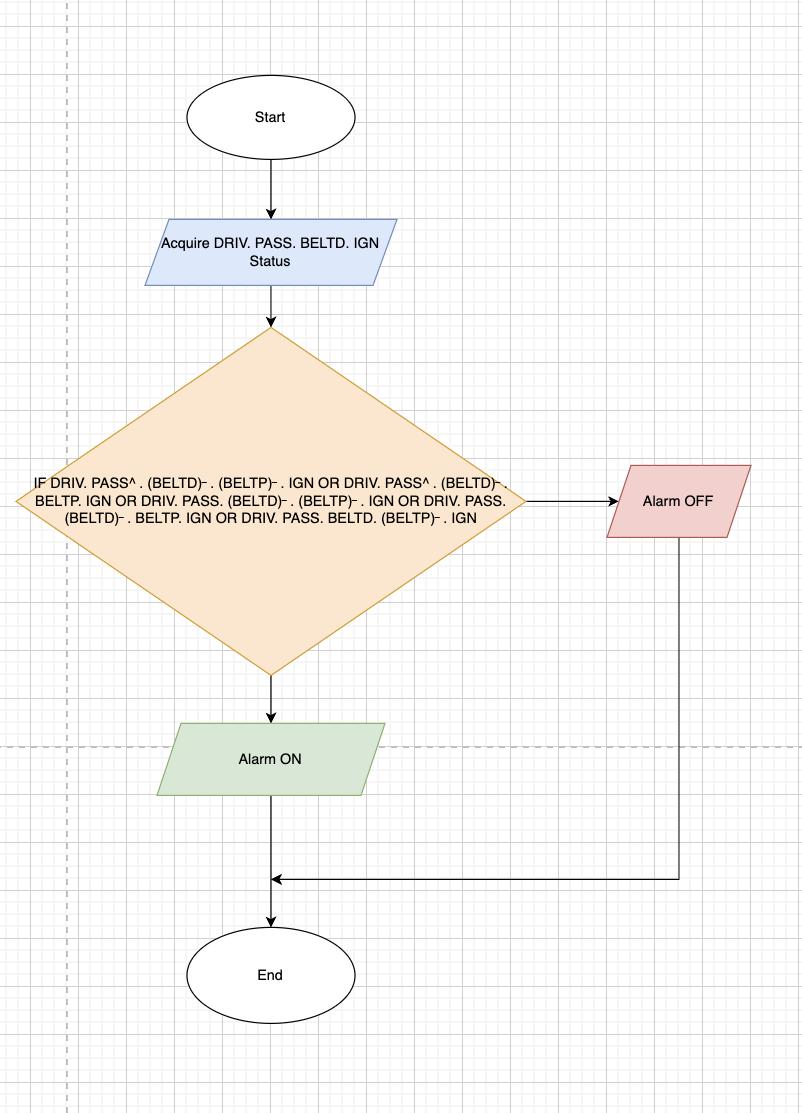 Start
Acquire DRIV. PASS. BELTD. IGN
Status
IF DRIV. PASS^ . (BELTD)⁻ . (BELTP)⁻ . IGN OR DRIV. PASS^ . (BELTD)⁻ .
BELTP. IGN OR DRIV. PASS. (BELTD)⁻ . (BELTP)⁻ . IGN OR DRIV. PASS.
(BELTD)⁻ . BELTP. IGN OR DRIV. PASS. BELTD. (BELTP)⁻ . IGN
Alarm OFF
Alarm ON
End